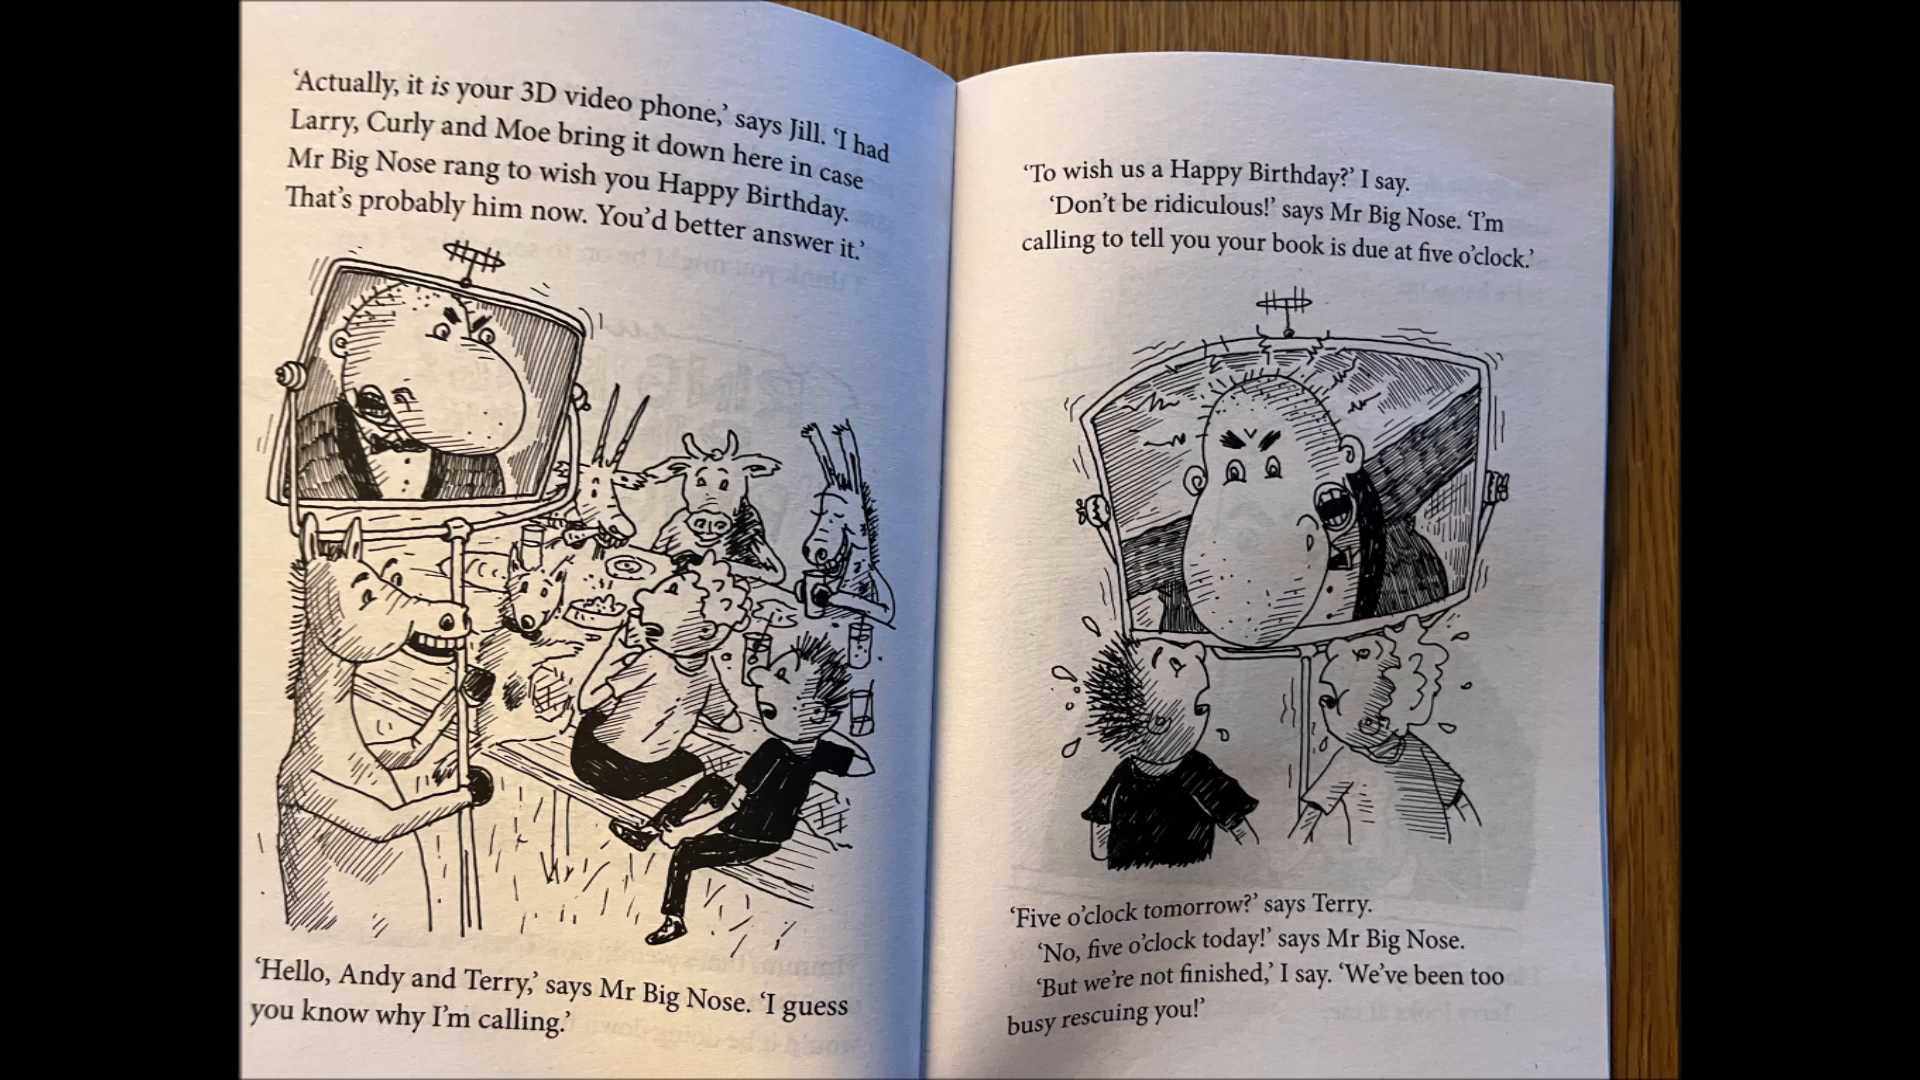 ‘Actually, it is your 3D video phone,’ says Jill. ‘I had
Larry, Curly and Moe bring it down here in case
Mr Big Nose rang to wish you Happy Birthday.
That’s probably him now. You’d better answer it.’
‘Hello, Andy and Terry,’ says Mr Big Nose. ‘I guess
you know why I’m calling.’
‘To wish us a Happy Birthday?’ I say.
‘Don’t be ridiculous!’ says Mr Big Nose. ‘I’m
calling to tell you your book is due at five o’clock.’
‘Five o’clock tomorrow?’ says Terry.
‘No, five o’clock today!’ says Mr Big Nose.
‘But we’re not finished,’ I say. ‘We’ve been too
busy rescuing you!’